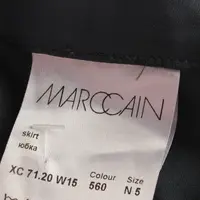 MARCCAIN
skirt
юбка
Colour Size
XC 71.20 W15 560 N 5